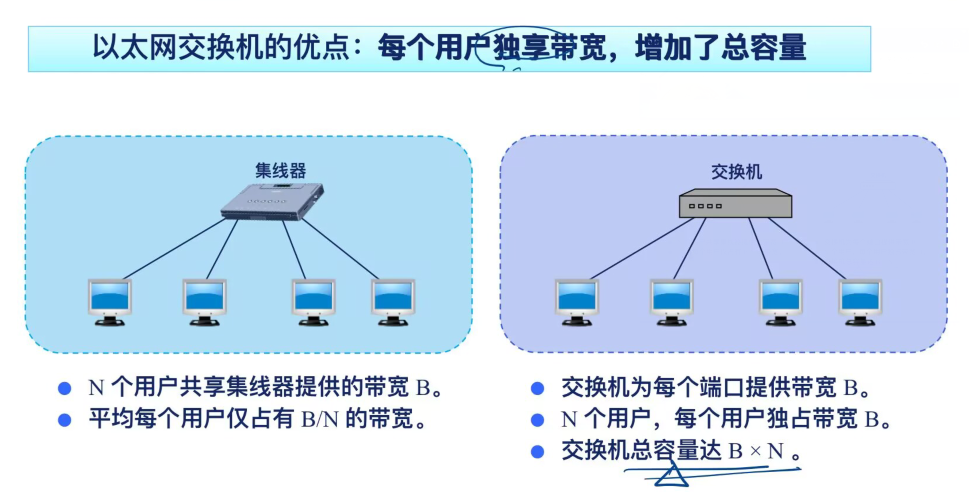 以太网交换机的优点：每个用户独享带宽，增加了总容量
集线器
N 个用户共享集线器提供的带宽 B。
平均每个用户仅占有 B/N 的带宽。
交换机
交换机为每个端口提供带宽 B。
N 个用户，每个用户独占带宽 B。
交换机总容量达 B × N 。